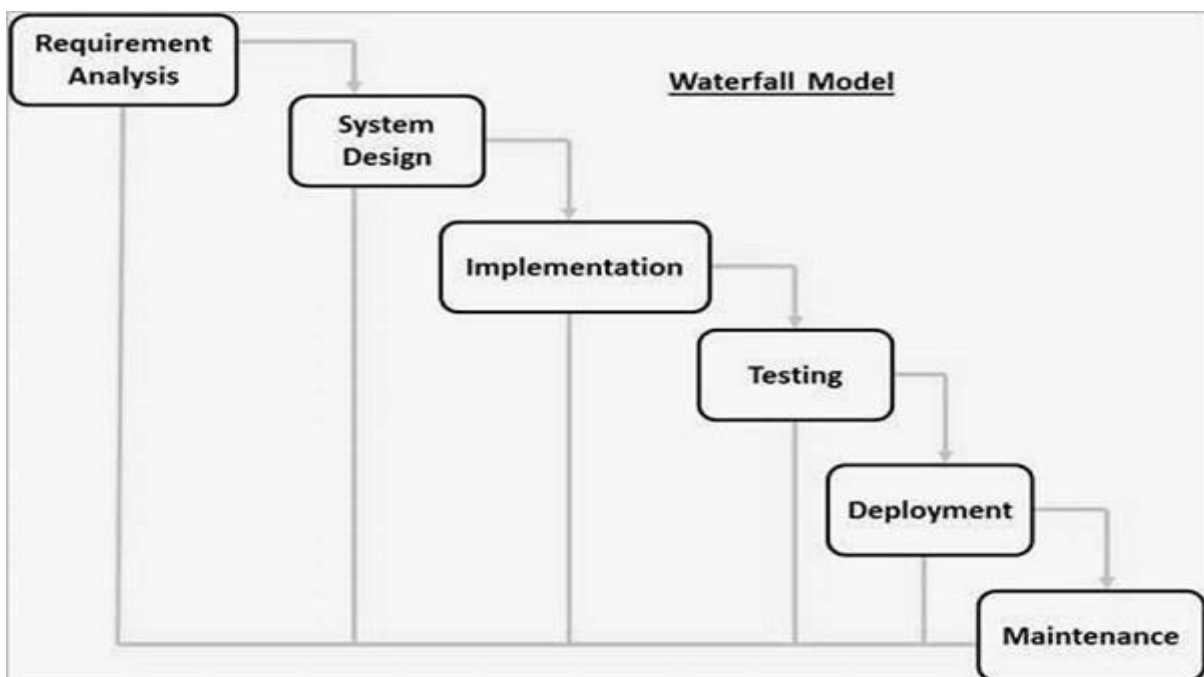 Requirement
Analysis
Waterfall Model
System
Design
Implementation
Testing
Deployment
Maintenance